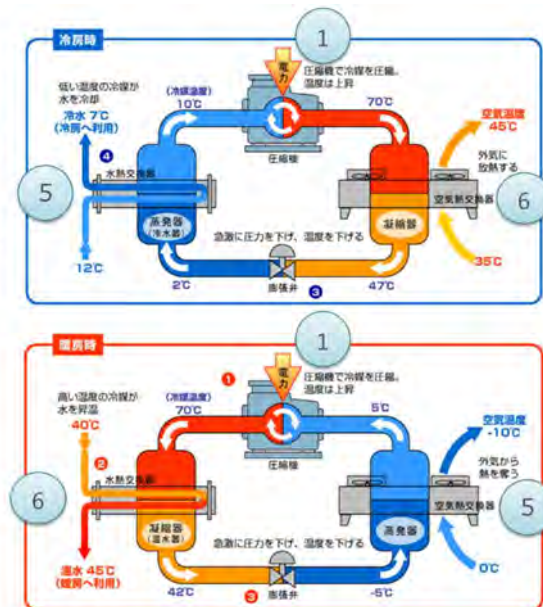 冷房時
1
電力
圧縮機で冷媒を圧縮。
温度は上昇
低い温度の冷媒が
水を冷却
冷水 7℃
(冷房へ利用)
(冷媒温度)
10℃
70℃
空気温度
45℃
圧縮機
外気に
放熱する
4
水熱交換器
5
空気熱交換器
6
蒸発器
(冷水器)
凝縮器
急激に圧力を下げ、温度を下げる
12℃
2℃
膨張弁
3
47℃
35℃
暖房時
1
1
電力
圧縮機で冷媒を圧縮。
温度は上昇
高い温度の冷媒が
水を昇温
40℃
(冷媒温度)
70℃
5℃
空気温度
-10℃
圧縮機
外気から
熱を奪う
2
水熱交換器
6
空気熱交換器
5
凝縮器
(温水器)
蒸発器
急激に圧力を下げ、温度を下げる
温水 45℃
(暖房へ利用)
42℃
3
膨張弁
-5℃
0℃